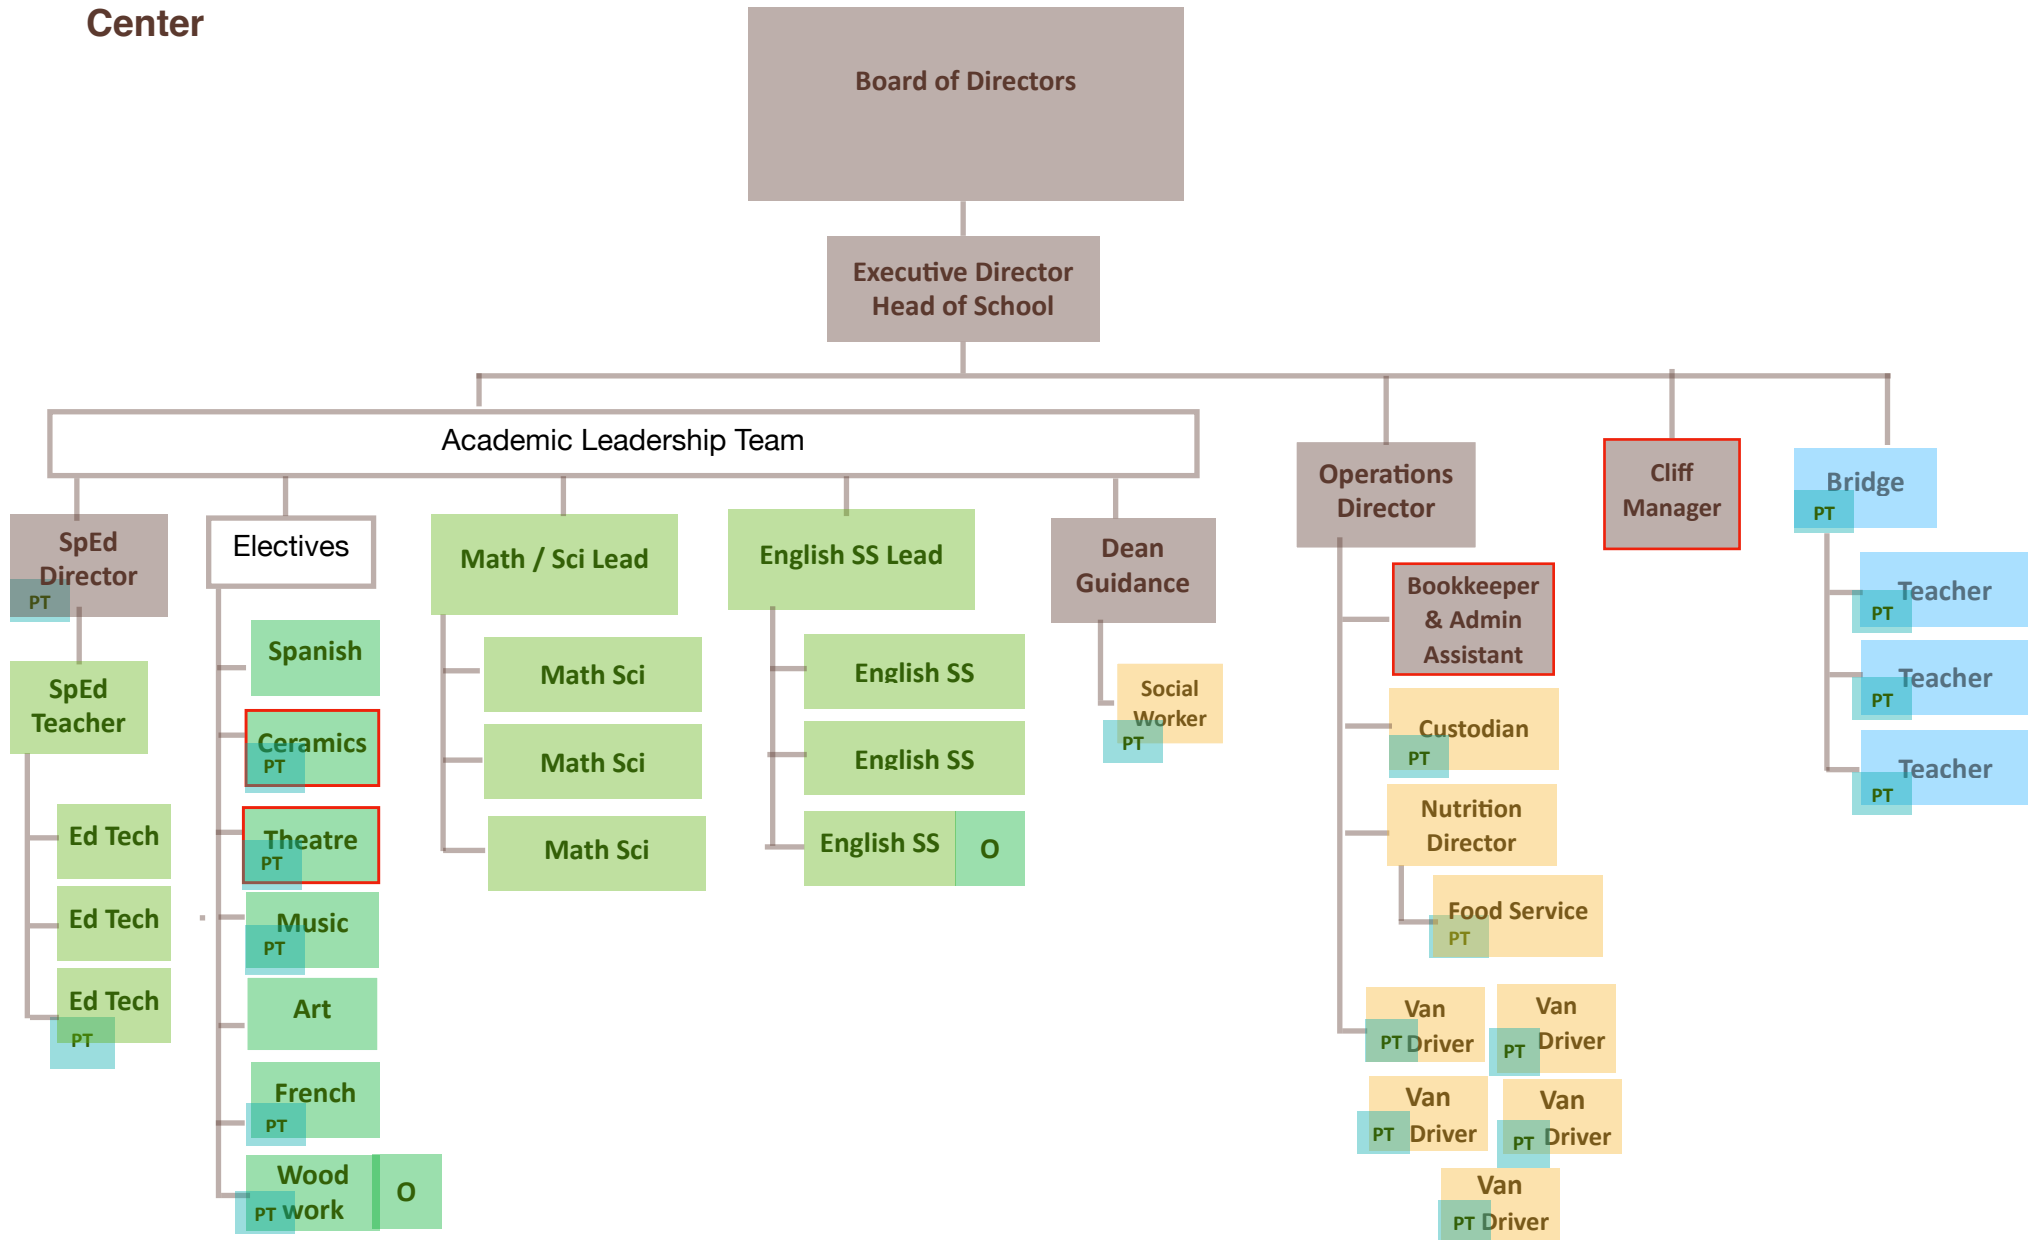 Center
Board of Directors
Executive Director
Head of School
Academic Leadership Team
SpEd
Director
PT
SpEd
Teacher
Ed Tech
Ed Tech
Ed Tech
PT
Electives
Spanish
Ceramics
PT
Theatre
PT
Music
PT
Art
French
PT
Wood
PT work
O
Math / Sci Lead
Math Sci
Math Sci
Math Sci
English SS Lead
English SS
English SS
English SS
O
Dean
Guidance
Social
Worker
PT
Operations
Director
Bookkeeper
& Admin
Assistant
Custodian
PT
Nutrition
Director
Food Service
PT
Van
PT Driver
Van
PT Driver
Van
PT Driver
Van
PT Driver
Van
PT Driver
Cliff
Manager
Bridge
PT
Teacher
PT
Teacher
PT
Teacher
PT